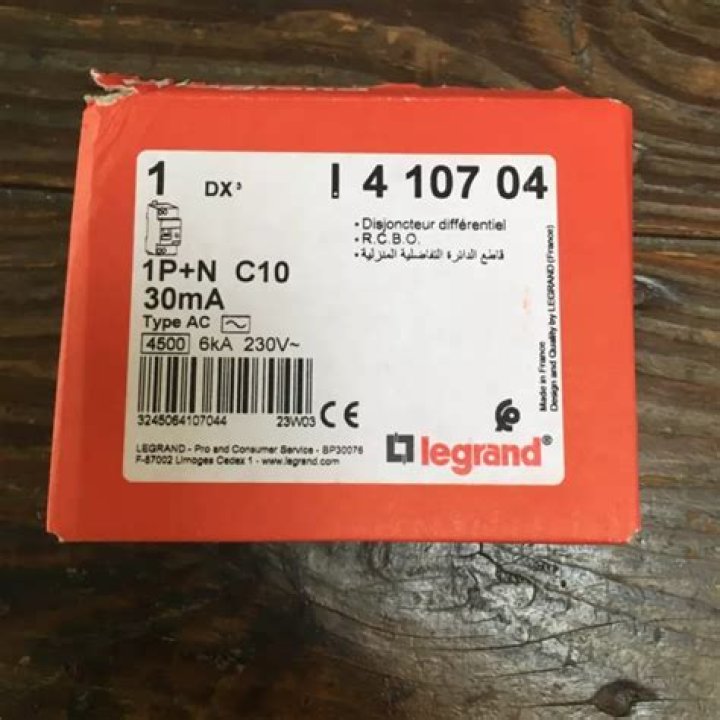 1 DX³ 4 107 04
• Disjoncteur différentiel
• R.C.B.O.
• قاطع الدائرة التفاضلية المنزلية
1P+N C10
30mA
Type AC
4500 6kA 230V~
3245064107044 23W03 CE
LEGRAND - Pro and Consumer Service - BP30076
F-87002 Limoges Cedex 1 - www.legrand.com
legrand®
Made in France
Design and Quality by LEGRAND (France)